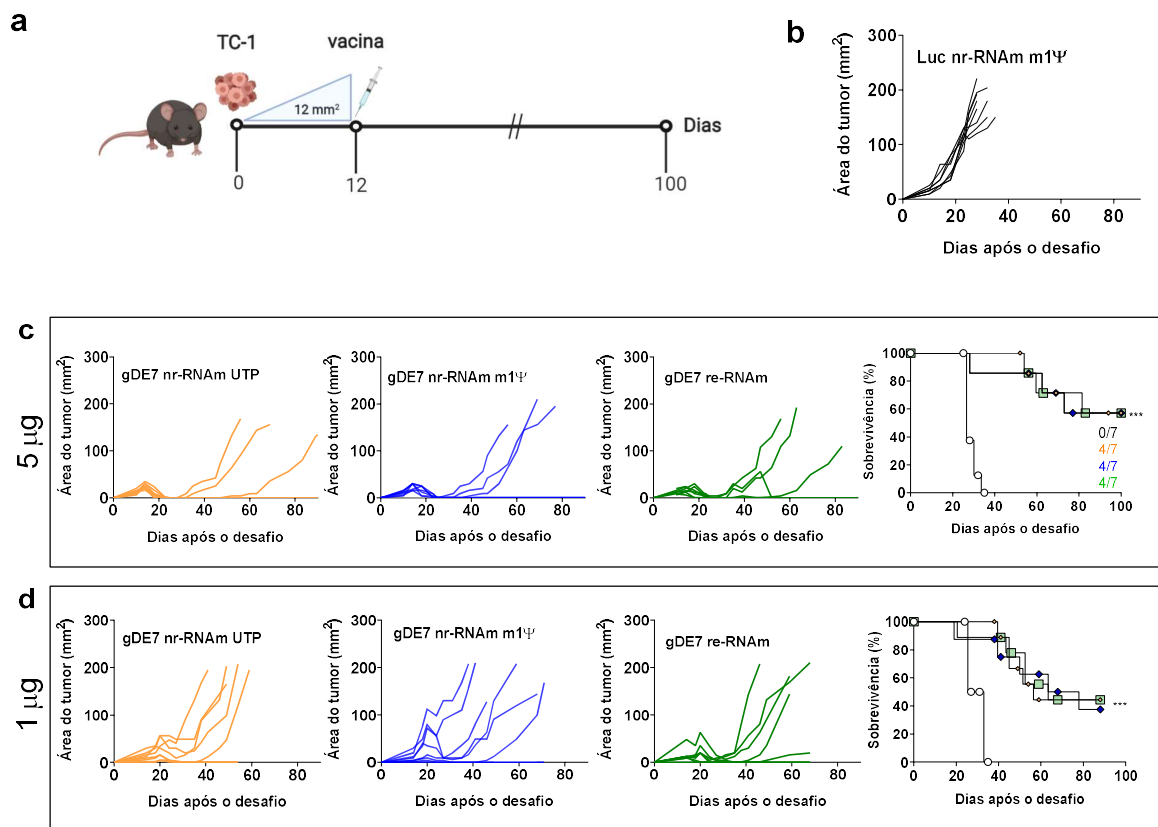 a
TC-1
vacina
12 mm²
Dias
0
12
100
b
Luc nr-RNAm m1Ψ
Área do tumor (mm²)
300
200
100
0
0 20 40 60 80
Dias após o desafio
c
5 μg
gDE7 nr-RNAm UTP
Área do tumor (mm²)
300
200
100
0
0 20 40 60 80
Dias após o desafio
gDE7 nr-RNAm m1Ψ
Área do tumor (mm²)
300
200
100
0
0 20 40 60 80
Dias após o desafio
gDE7 re-RNAm
Área do tumor (mm²)
300
200
100
0
0 20 40 60 80
Dias após o desafio
Sobrevivência (%)
100
80
60
40
20
0
***
0/7
4/7
4/7
4/7
0 20 40 60 80 100
Dias após o desafio
d
1 μg
gDE7 nr-RNAm UTP
Área do tumor (mm²)
300
200
100
0
0 20 40 60 80
Dias após o desafio
gDE7 nr-RNAm m1Ψ
Área do tumor (mm²)
300
200
100
0
0 20 40 60 80
Dias após o desafio
gDE7 re-RNAm
Área do tumor (mm²)
300
200
100
0
0 20 40 60 80
Dias após o desafio
Sobrevivência (%)
100
80
60
40
20
0
***
0 20 40 60 80 100
Dias após o desafio